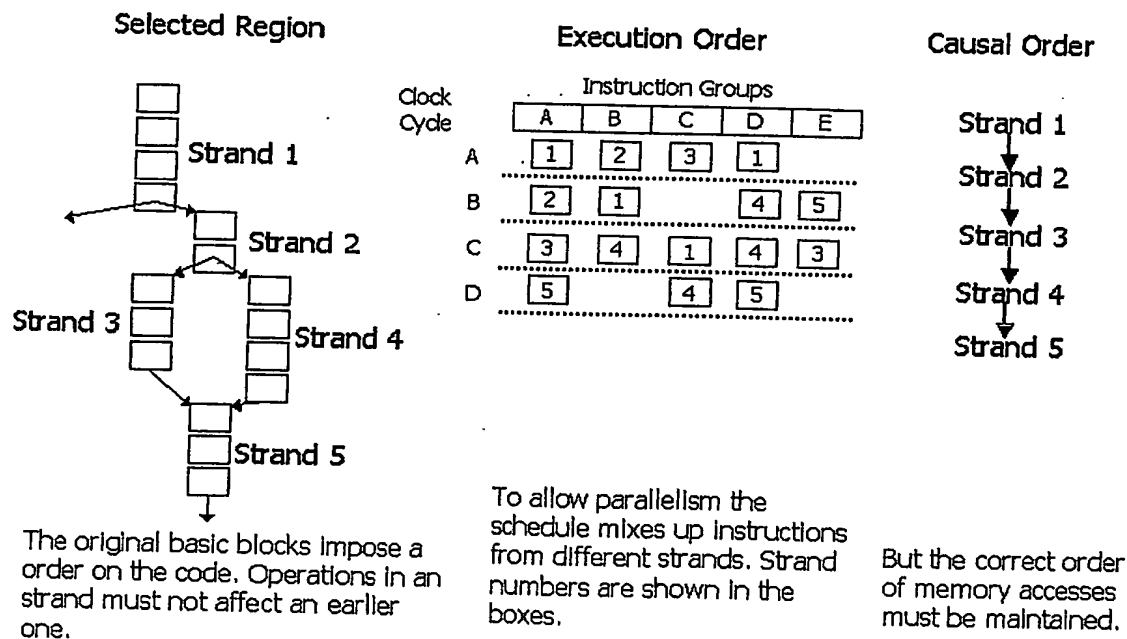 Selected Region
Strand 1
Strand 2
Strand 3
Strand 4
Strand 5
The original basic blocks impose a
order on the code. Operations in an
strand must not affect an earlier
one.
Execution Order
Instruction Groups
Clock
Cycle
A B C D E
A 1 2 3 1
B 2 1 4 5
C 3 4 1 4 3
D 5 4 5
To allow parallelism the
schedule mixes up instructions
from different strands. Strand
numbers are shown in the
boxes.
Causal Order
Strand 1
Strand 2
Strand 3
Strand 4
Strand 5
But the correct order
of memory accesses
must be maintained.